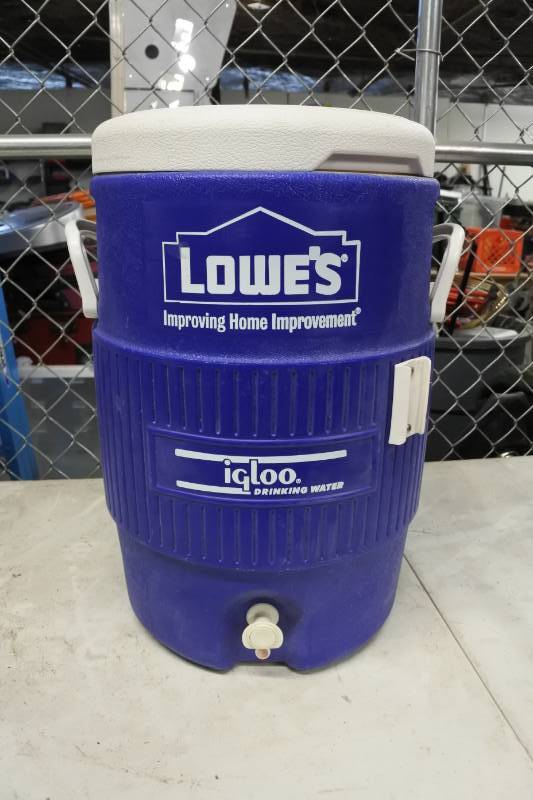 LOWE'S®
Improving Home Improvement®
igloo®
DRINKING WATER